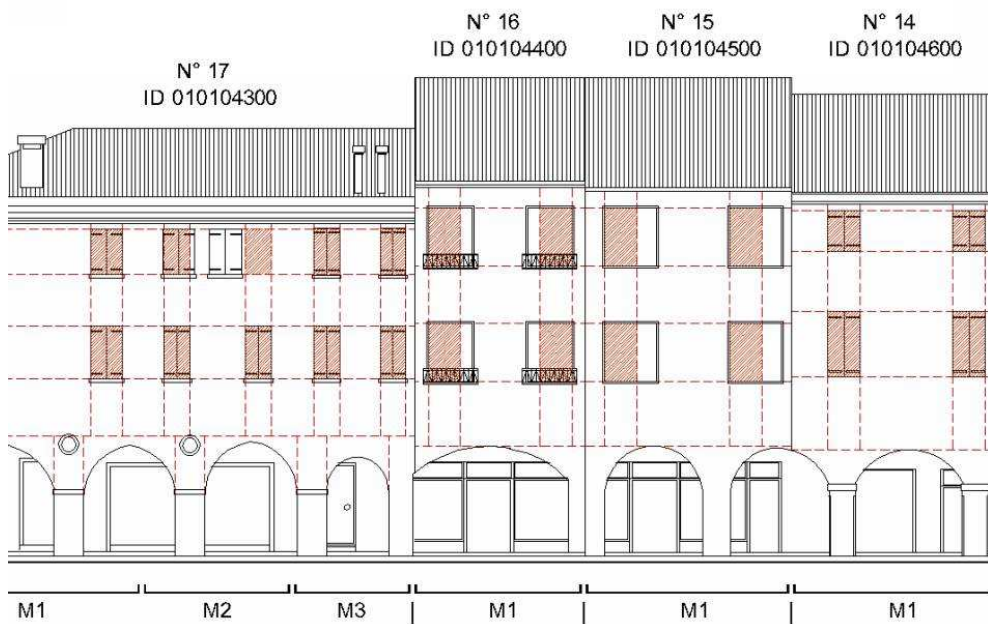 N° 17
ID 010104300
N° 16
ID 010104400
N° 15
ID 010104500
N° 14
ID 010104600
M1 M2 M3 M1 M1 M1